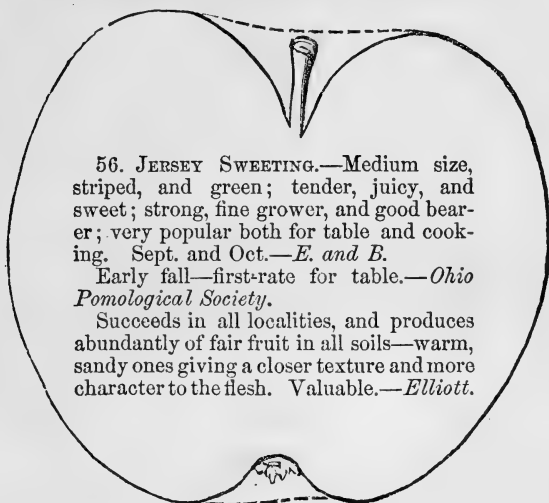 56. JERSEY SWEETING.—Medium size,
striped, and green; tender, juicy, and
sweet; strong, fine grower, and good bear-
er; very popular both for table and cook-
ing. Sept. and Oct.—E. and B.
Early fall—first-rate for table.—Ohio
Pomological Society.
Succeeds in all localities, and produces
abundantly of fair fruit in all soils—warm,
sandy ones giving a closer texture and more
character to the flesh. Valuable.—Elliott.